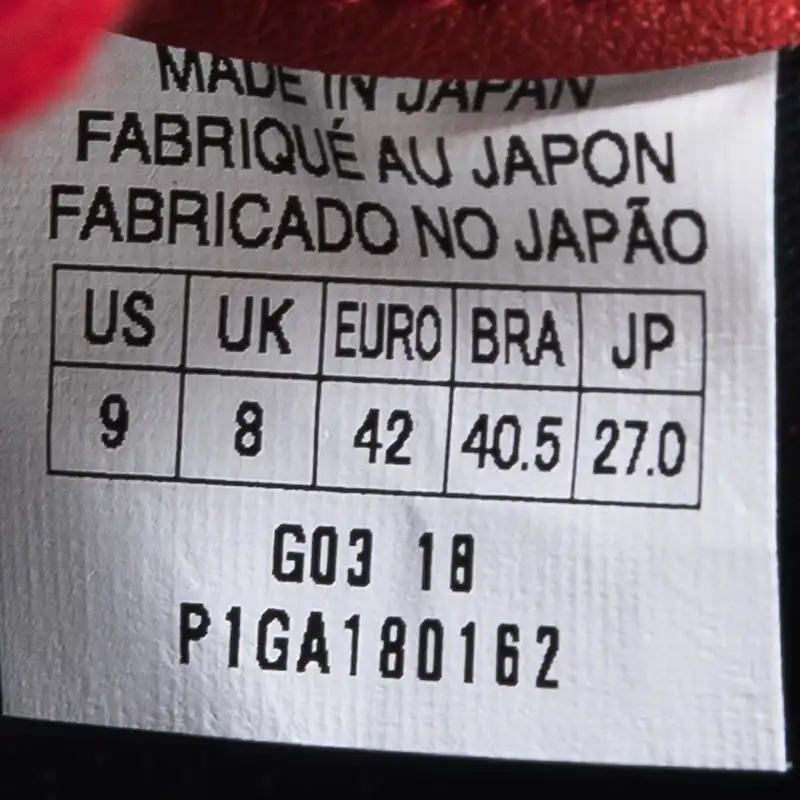 MADE IN JAPAN
FABRIQUÉ AU JAPON
FABRICADO NO JAPÃO
US UK EURO BRA JP
9 8 42 40.5 27.0
G03 18
P1GA180162